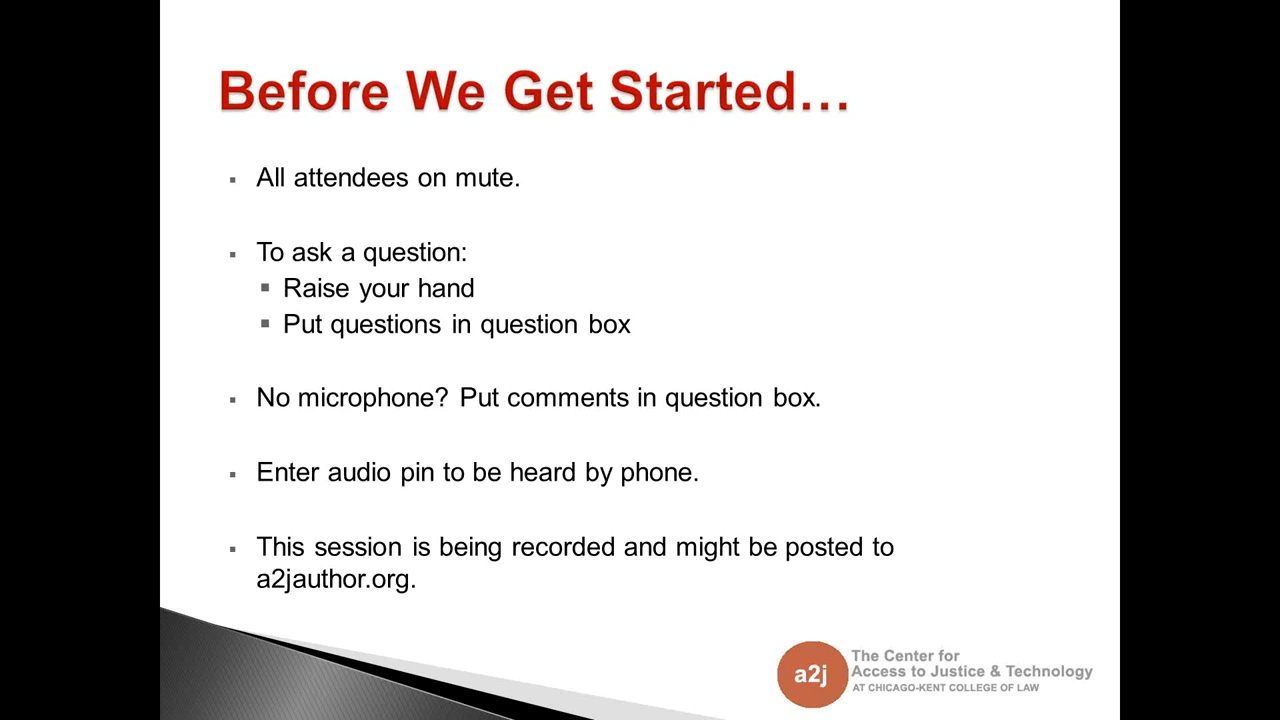 Before We Get Started…
All attendees on mute.
To ask a question:
Raise your hand
Put questions in question box
No microphone? Put comments in question box.
Enter audio pin to be heard by phone.
This session is being recorded and might be posted to
a2jauthor.org.
a2j
The Center for
Access to Justice & Technology
AT CHICAGO-KENT COLLEGE OF LAW